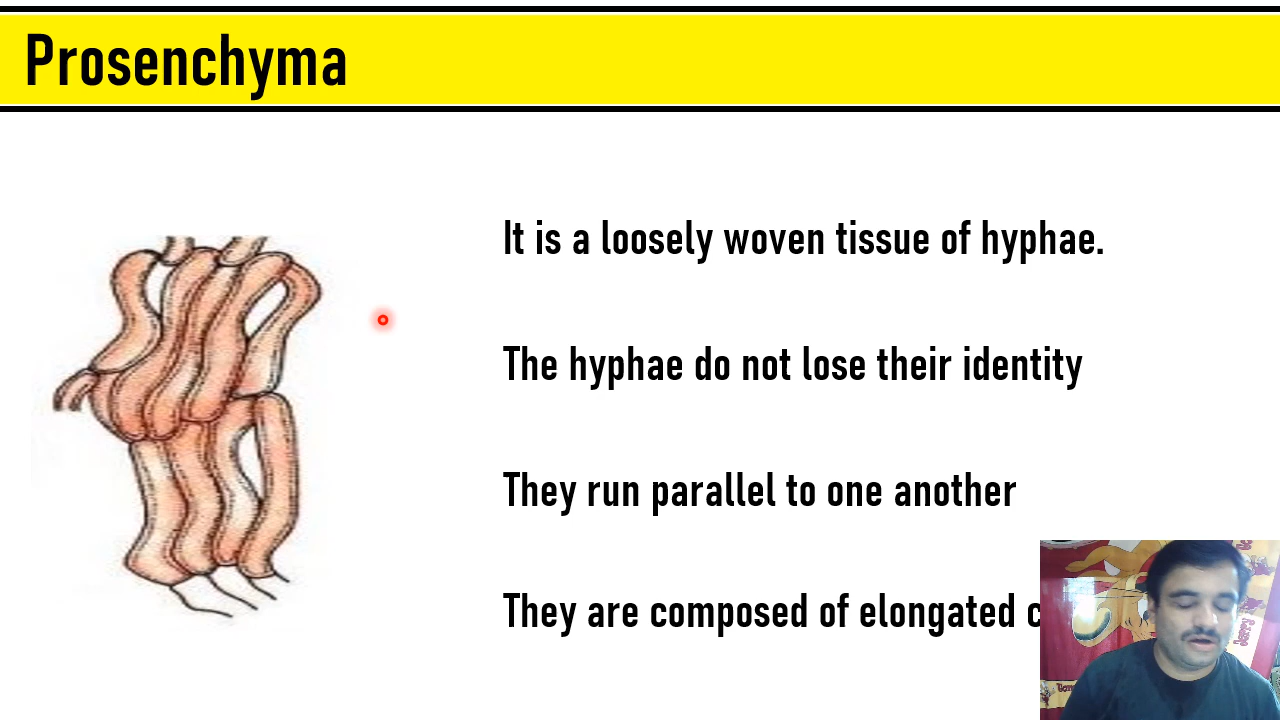 Prosenchyma
It is a loosely woven tissue of hyphae.
The hyphae do not lose their identity
They run parallel to one another
They are composed of elongated
Jerry